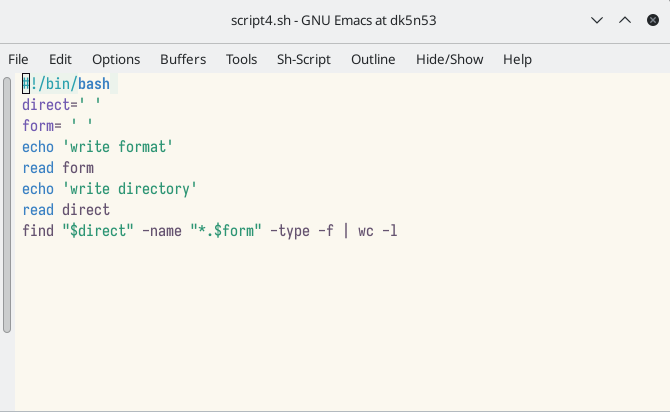 script4.sh - GNU Emacs at dk5n53
File Edit Options Buffers Tools Sh-Script Outline Hide/Show Help
#!/bin/bash
direct=' '
form= ' '
echo 'write format'
read form
echo 'write directory'
read direct
find "$direct" -name "*.$form" -type -f | wc -l